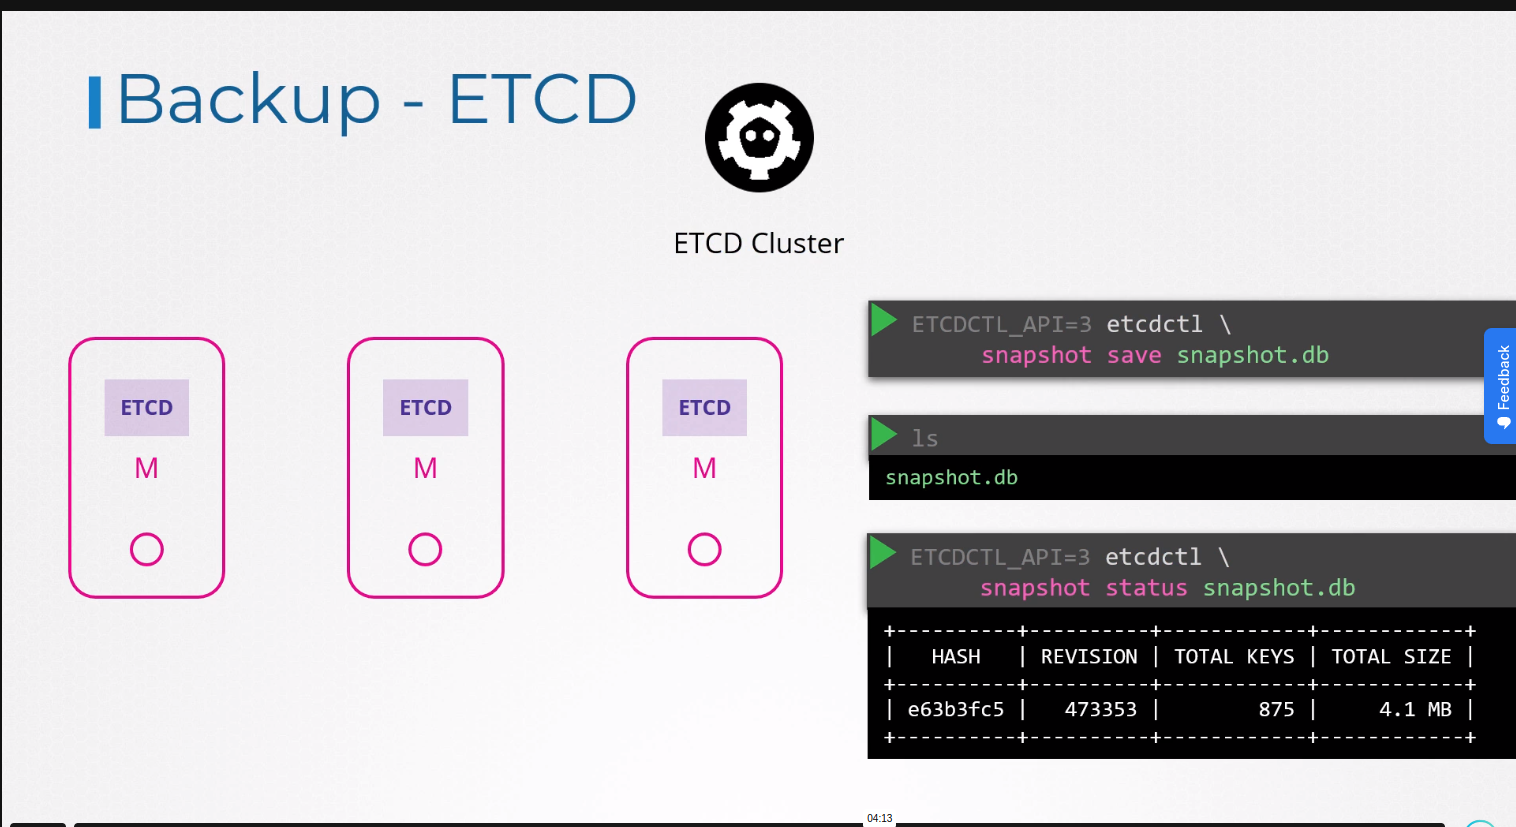 Backup - ETCD
ETCD Cluster
ETCD
M
ETCD
M
ETCD
M
ETCDCTL_API=3 etcdctl \
snapshot save snapshot.db
ls
snapshot.db
ETCDCTL_API=3 etcdctl \
snapshot status snapshot.db
+----------+----------+------------+------------+
|   HASH   | REVISION | TOTAL KEYS | TOTAL SIZE |
+----------+----------+------------+------------+
| e63b3fc5 |   473353 |        875 |     4.1 MB |
+----------+----------+------------+------------+
Feedback
04:13